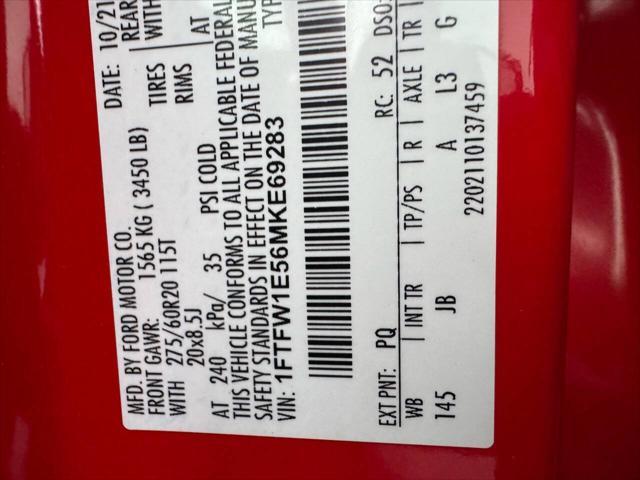 MFD. BY FORD MOTOR CO.
DATE: 10/21
FRONT GAWR: 1565 KG ( 3450 LB)
REAR
WITH 275/60R20 115T
TIRES
WITH
20x8.5J
RIMS
AT 240 kPa/ 35 PSI COLD
AT
THIS VEHICLE CONFORMS TO ALL APPLICABLE FEDERAL
SAFETY STANDARDS IN EFFECT ON THE DATE OF MANU
VIN: 1FTFW1E56MKE69283
TYP
EXT PNT: PQ
RC: 52
DSO:
WB | INT TR | TP/PS | R | AXLE | TR |
145 JB A L3 G
2202110137459